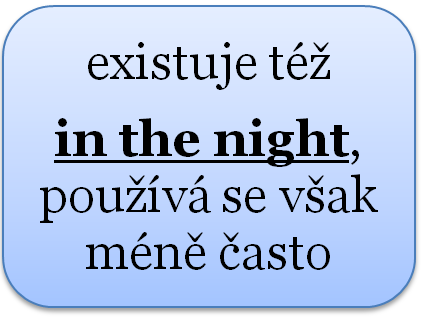 existuje též
in the night,
používá se však
méně často